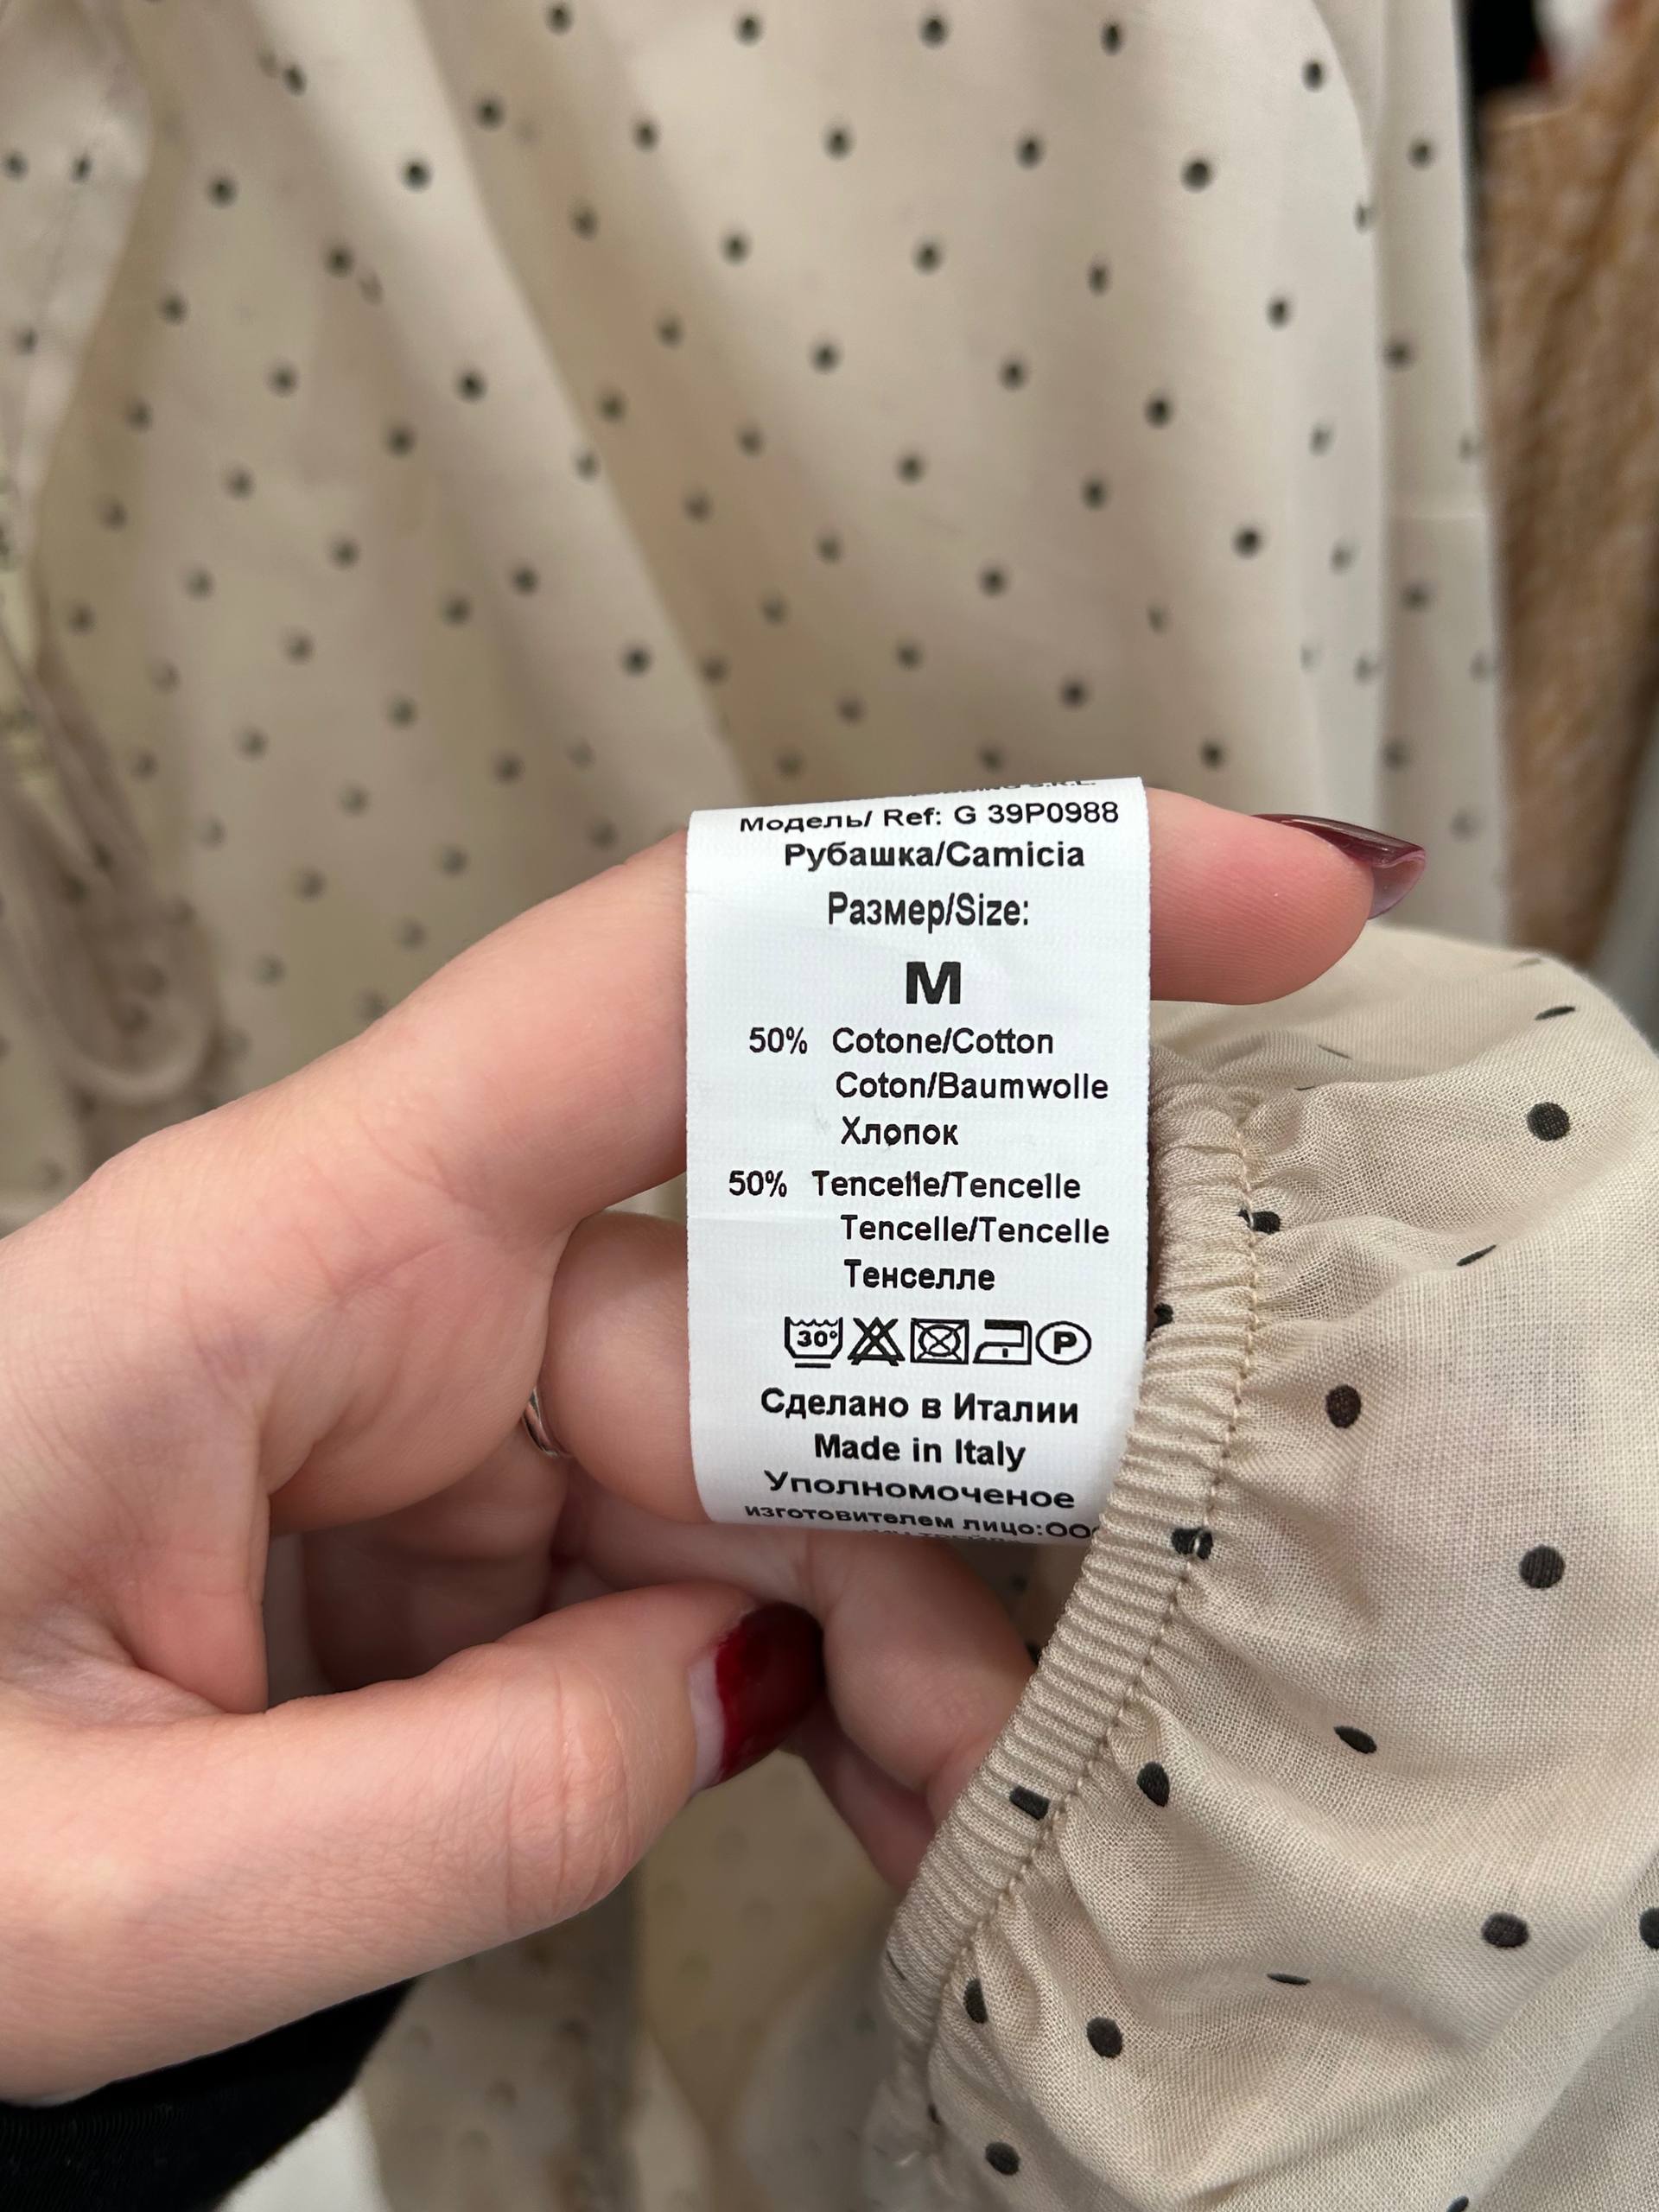 Модель/ Ref: G 39P0988
Рубашка/Camicia
Размер/Size:
M
50% Cotone/Cotton
Coton/Baumwolle
Хлопок
50% Tencelle/Tencelle
Tencelle/Tencelle
Тенселле
30° P
Сделано в Италии
Made in Italy
Уполномоченое
изготовителем лицо:ООО